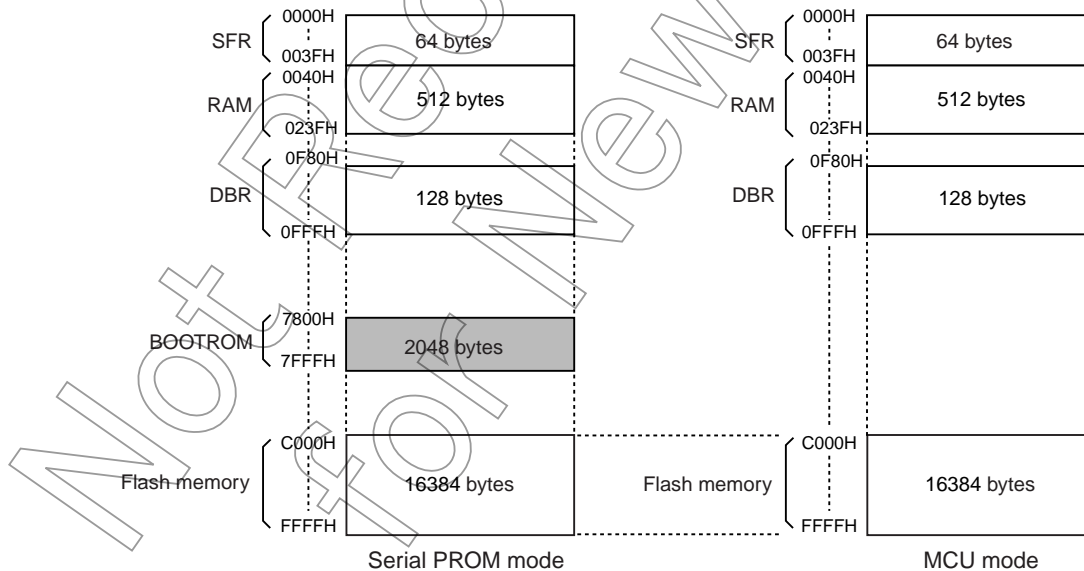 0000H
SFR
64 bytes
003FH
0040H
RAM
512 bytes
023FH
0F80H
DBR
128 bytes
0FFFH
7800H
BOOTROM
2048 bytes
7FFFH
C000H
Flash memory
16384 bytes
FFFFH
Serial PROM mode
0000H
SFR
64 bytes
003FH
0040H
RAM
512 bytes
023FH
0F80H
DBR
128 bytes
0FFFH
C000H
Flash memory
16384 bytes
FFFFH
MCU mode
Not Reco
for New